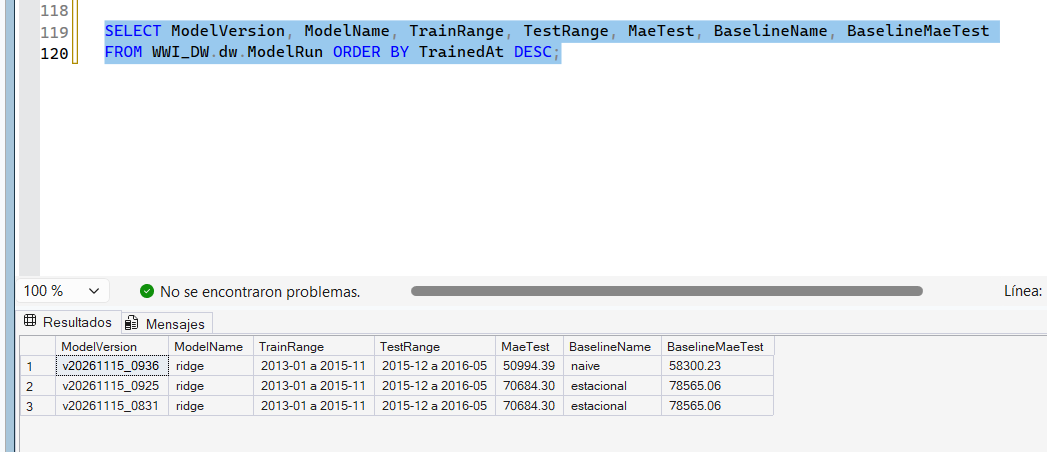 118
119 SELECT ModelVersion, ModelName, TrainRange, TestRange, MaeTest, BaselineName, BaselineMaeTest
120 FROM WWI_DW.dw.ModelRun ORDER BY TrainedAt DESC;
100 % No se encontraron problemas. Línea:
Resultados Mensajes
ModelVersion ModelName TrainRange TestRange MaeTest BaselineName BaselineMaeTest
1 v20261115_0936 ridge 2013-01 a 2015-11 2015-12 a 2016-05 50994.39 naive 58300.23
2 v20261115_0925 ridge 2013-01 a 2015-11 2015-12 a 2016-05 70684.30 estacional 78565.06
3 v20261115_0831 ridge 2013-01 a 2015-11 2015-12 a 2016-05 70684.30 estacional 78565.06